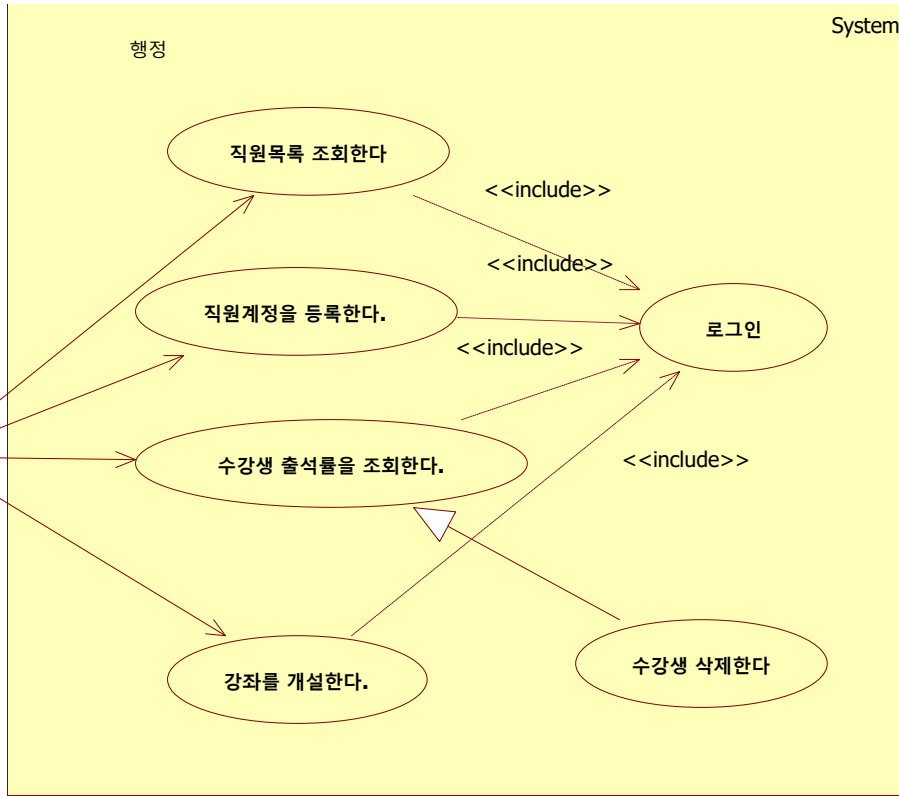 System
행정
직원목록 조회한다
<<include>>
<<include>>
직원계정을 등록한다.
로그인
<<include>>
수강생 출석률을 조회한다.
<<include>>
강좌를 개설한다.
수강생 삭제한다